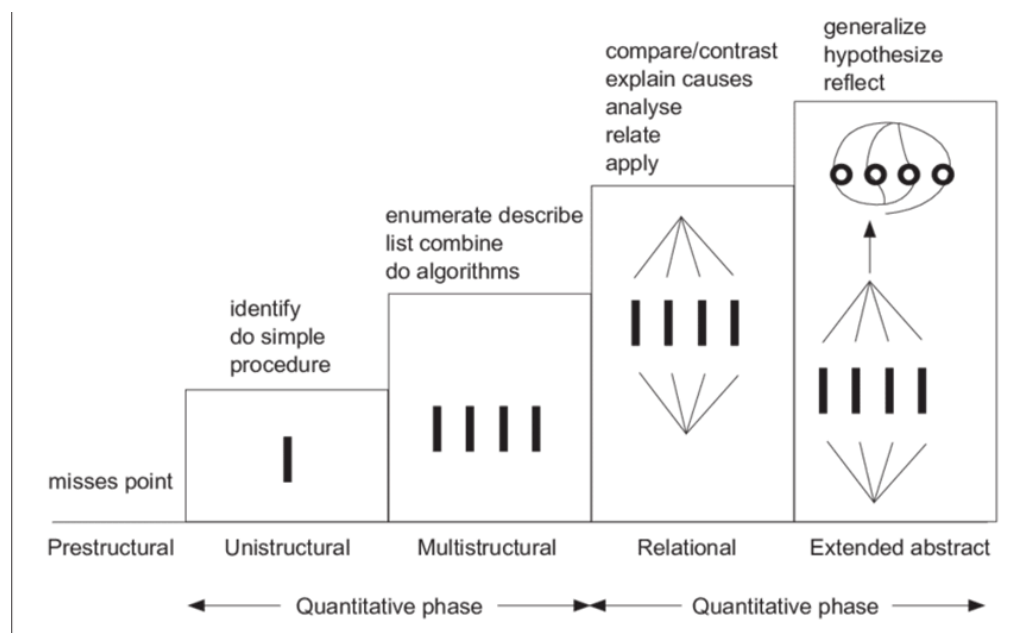 generalize
hypothesize
reflect
compare/contrast
explain causes
analyse
relate
apply
enumerate describe
list combine
do algorithms
identify
do simple
procedure
misses point
Prestructural
Unistructural
Multistructural
Relational
Extended abstract
Quantitative phase
Quantitative phase